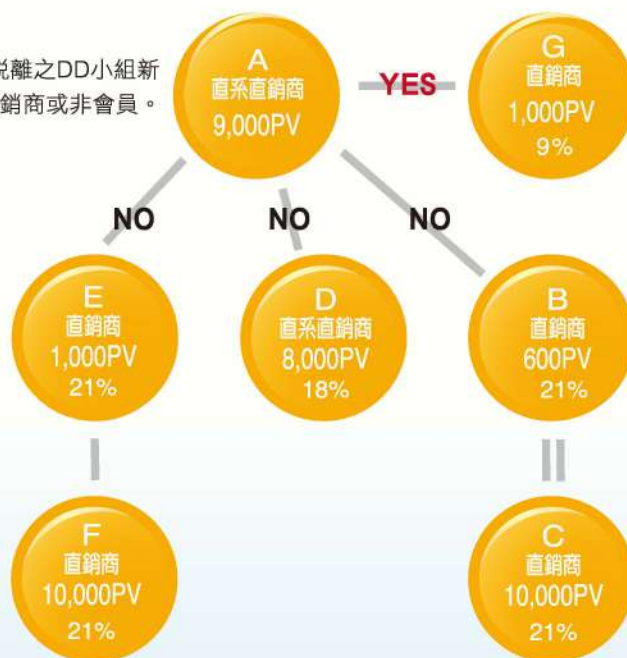 脫離之DD小組新
銷商或非會員。
A
直系直銷商
9,000PV
YES
G
直銷商
1,000PV
9%
NO
NO
NO
E
直銷商
1,000PV
21%
D
直系直銷商
8,000PV
18%
B
直銷商
600PV
21%
F
直銷商
10,000PV
21%
C
直銷商
10,000PV
21%